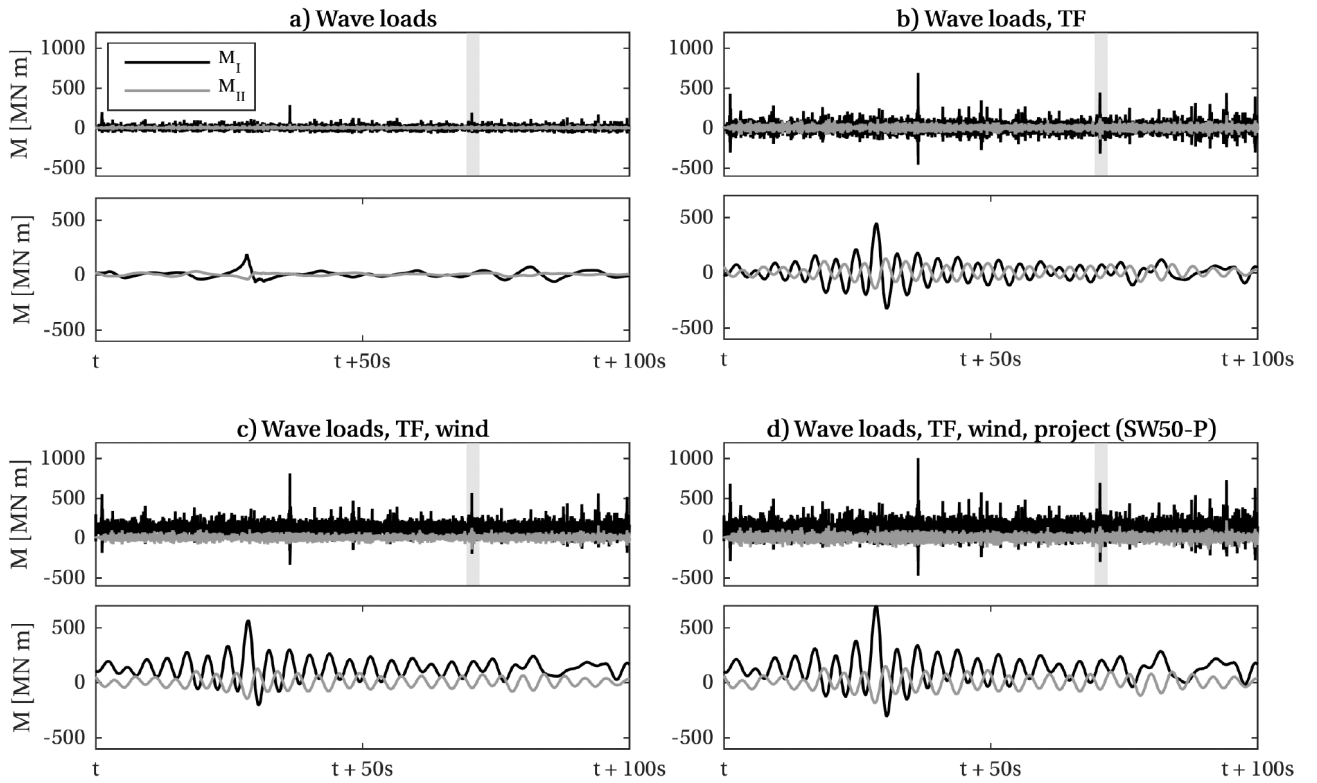 a) Wave loads
M [MN m]
1000
500
0
-500
M_I
M_II
M [MN m]
500
0
-500
t
t +50s
t + 100s
b) Wave loads, TF
1000
500
0
-500
500
0
-500
t
t + 50s
t + 100s
c) Wave loads, TF, wind
M [MN m]
1000
500
0
-500
M [MN m]
500
0
-500
t
t + 50s
t + 100s
d) Wave loads, TF, wind, project (SW50-P)
1000
500
0
-500
500
0
-500
t
t + 50s
t + 100s